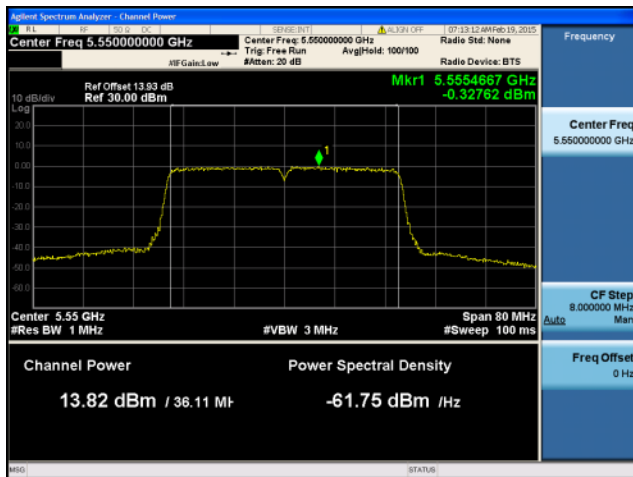 Agilent Spectrum Analyzer - Channel Power
RL RF 50 Ω DC SENSE:INT ALIGN OFF 07:13:12 AM Feb 19, 2015
Center Freq 5.550000000 GHz
Center Freq: 5.550000000 GHz
Radio Std: None
Trig: Free Run Avg|Hold: 100/100
#IFGain:Low #Atten: 20 dB Radio Device: BTS
Ref Offset 13.93 dB
Mkr1 5.5554667 GHz
10 dB/div Ref 30.00 dBm
-0.32762 dBm
Log
20.0
10.0
1
0.00
-10.0
-20.0
-30.0
-40.0
-50.0
-60.0
Center 5.55 GHz Span 80 MHz
#Res BW 1 MHz #VBW 3 MHz #Sweep 100 ms
Channel Power Power Spectral Density
13.82 dBm / 36.11 MH -61.75 dBm /Hz
Frequency
Center Freq
5.550000000 GHz
CF Step
8.000000 MHz
Auto Man
Freq Offset
0 Hz
MSG STATUS